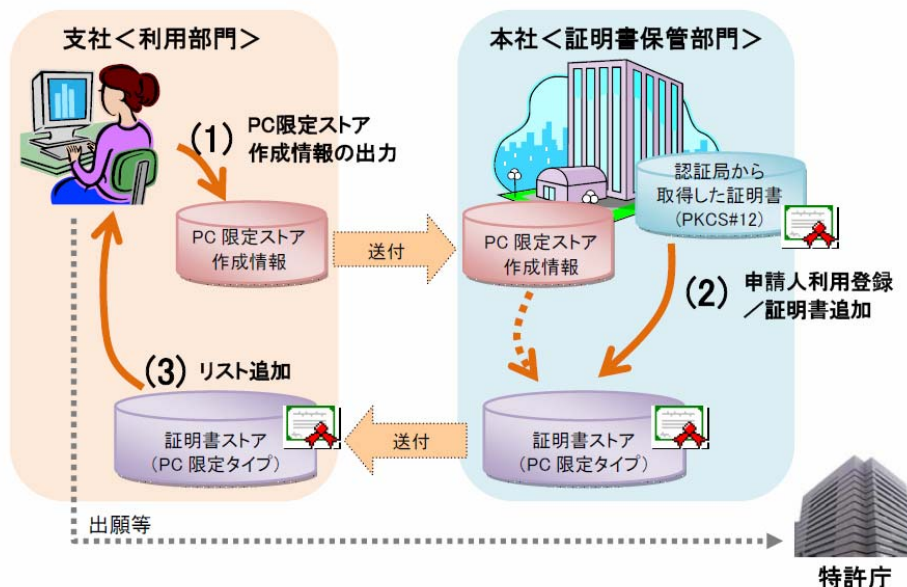 支社＜利用部門＞
本社＜証明書保管部門＞
(1) PC限定ストア
作成情報の出力
PC 限定ストア
作成情報
送付
PC 限定ストア
作成情報
認証局から
取得した証明書
(PKCS#12)
(2) 申請人利用登録
／証明書追加
(3) リスト追加
証明書ストア
(PC 限定タイプ)
送付
証明書ストア
(PC 限定タイプ)
出願等
特許庁